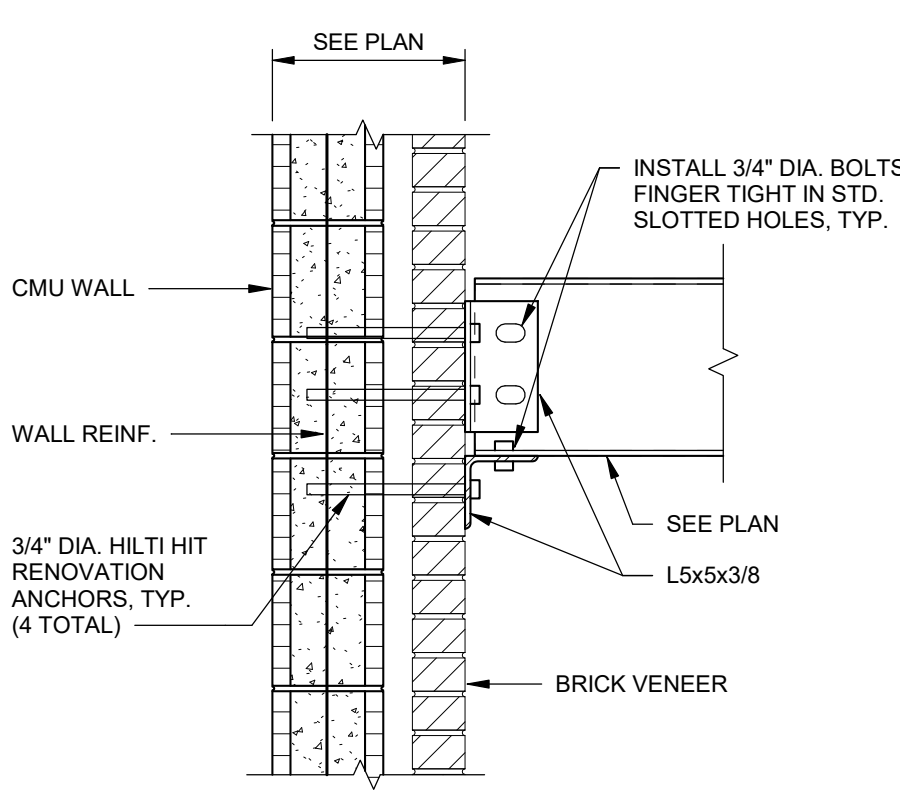 SEE PLAN
INSTALL 3/4" DIA. BOLTS
FINGER TIGHT IN STD.
SLOTTED HOLES, TYP.
CMU WALL
WALL REINF.
SEE PLAN
3/4" DIA. HILTI HIT
RENOVATION
ANCHORS, TYP.
(4 TOTAL)
L5x5x3/8
BRICK VENEER